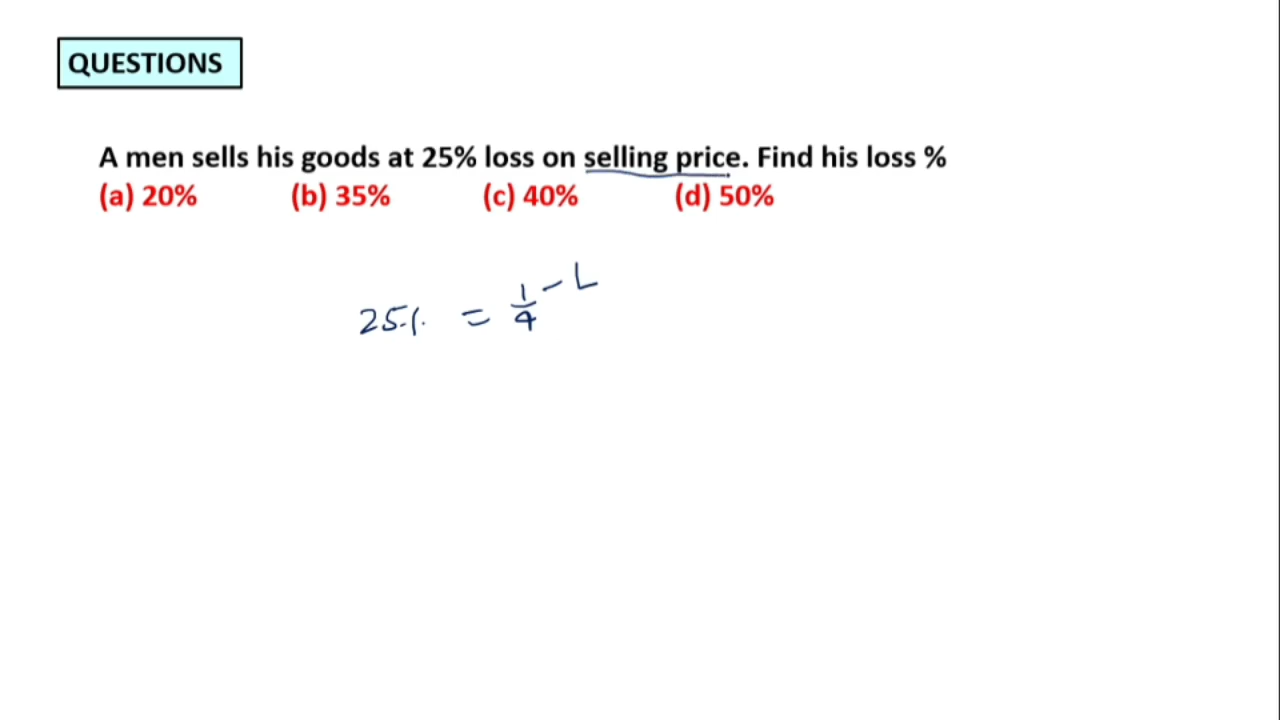 QUESTIONS
A men sells his goods at 25% loss on selling price. Find his loss %
(a) 20% (b) 35% (c) 40% (d) 50%
25% = 1/4 - L